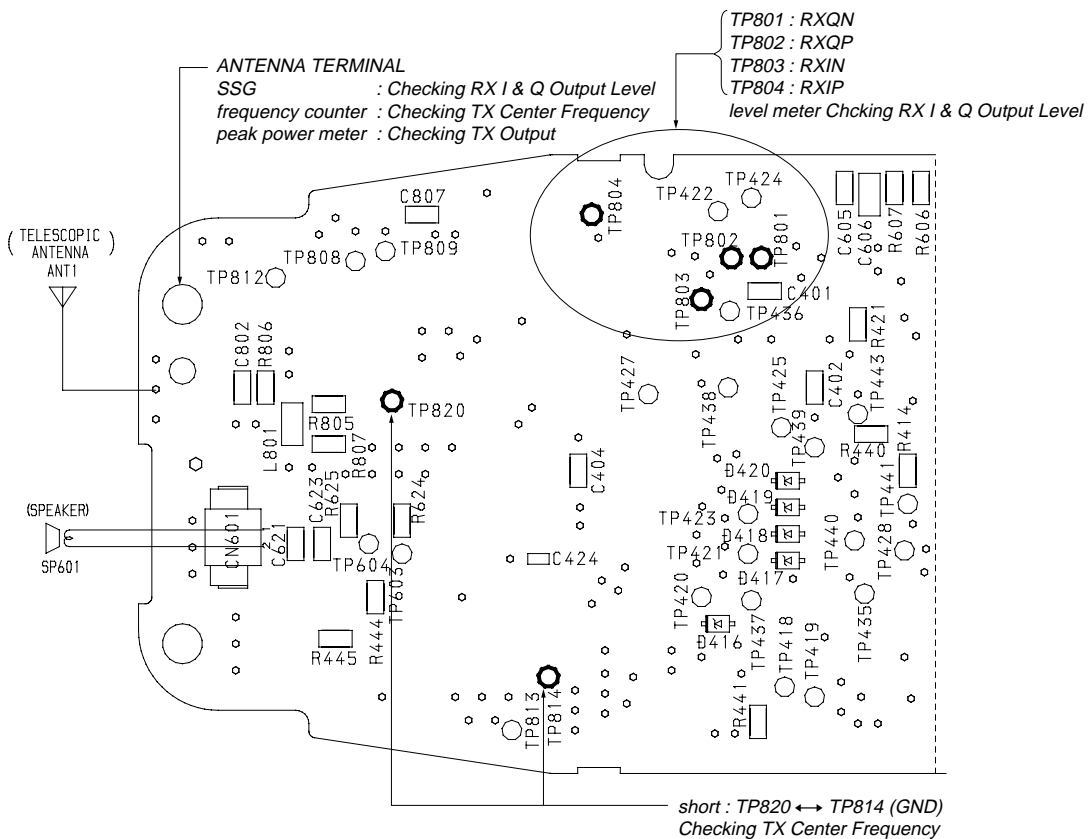 TP801 : RXQN
TP802 : RXQP
TP803 : RXIN
TP804 : RXIP
level meter Chcking RX I & Q Output Level
ANTENNA TERMINAL
SSG : Checking RX I & Q Output Level
frequency counter : Checking TX Center Frequency
peak power meter : Checking TX Output
( TELESCOPIC )
ANTENNA
ANT1
C807
TP809
TP808
TP812
TP804
TP422
TP424
TP802
TP801
TP803
C401
TP436
C605
C606
R607
R606
R421
C802
R806
L801
R805
R807
TP820
TP427
TP438
TP425
TP439
C402
TP443
R440
R414
TP441
C404
D420
D419
D418
D417
TP423
TP421
TP420
TP440
TP428
TP435
(SPEAKER)
SP601
CN601
1
2
C621
C623
R625
R624
TP604
TP603
R444
R445
C424
D416
TP437
TP418
TP419
R441
TP813
TP814
short : TP820 ↔ TP814 (GND)
Checking TX Center Frequency